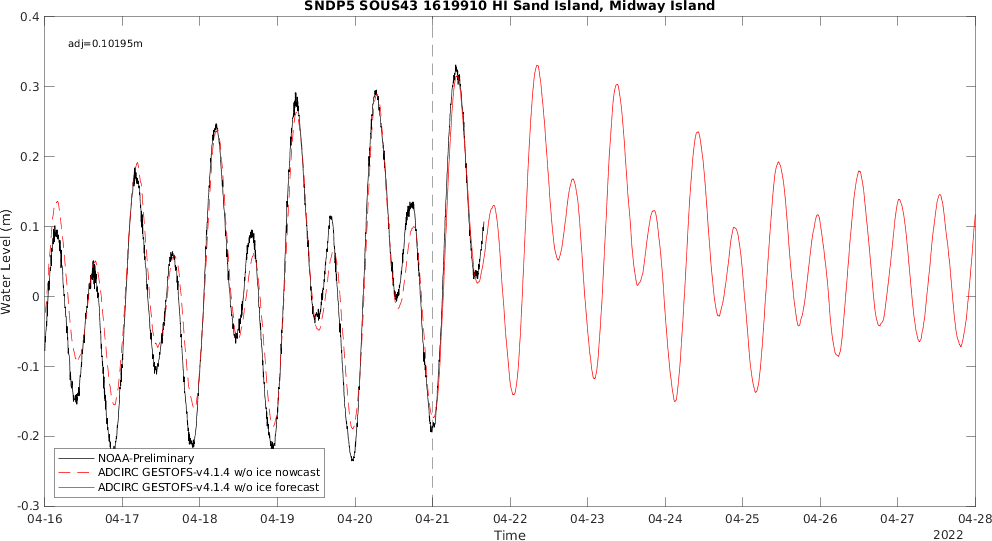 SNDP5 SOUS43 1619910 HI Sand Island, Midway Island
adj=0.10195m
Water Level (m)
0.4
0.3
0.2
0.1
0
-0.1
-0.2
-0.3
NOAA-Preliminary
ADCIRC GESTOFS-v4.1.4 w/o ice nowcast
ADCIRC GESTOFS-v4.1.4 w/o ice forecast
04-16 04-17 04-18 04-19 04-20 04-21 04-22 04-23 04-24 04-25 04-26 04-27 04-28
Time
2022